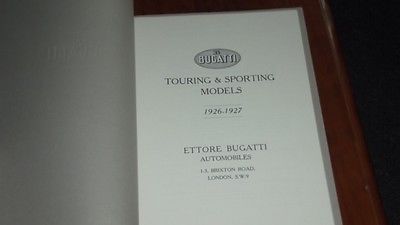 BUGATTI
TOURING & SPORTING
MODELS
1926-1927
ETTORE BUGATTI
AUTOMOBILES
1-3, BRIXTON ROAD,
LONDON, S.W.9